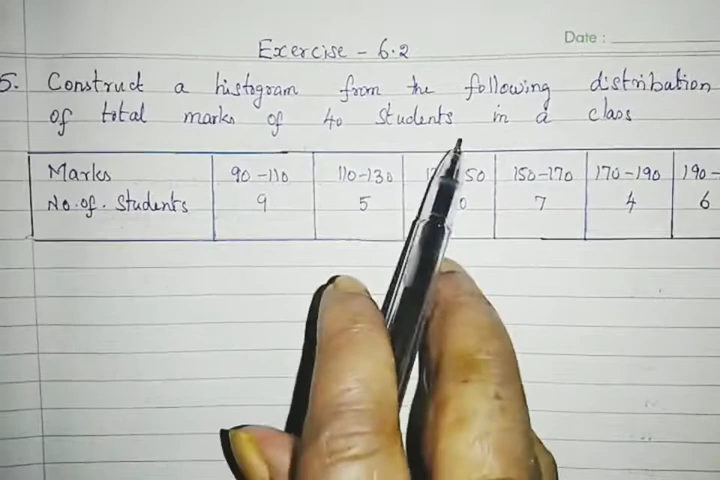 Date :
Exercise - 6.2
5. Construct a histogram from the following distribution
of total marks of 40 students in a class
Marks 90-110 110-130 150-170 170-190
No.of. Students 9 5 7 4 6